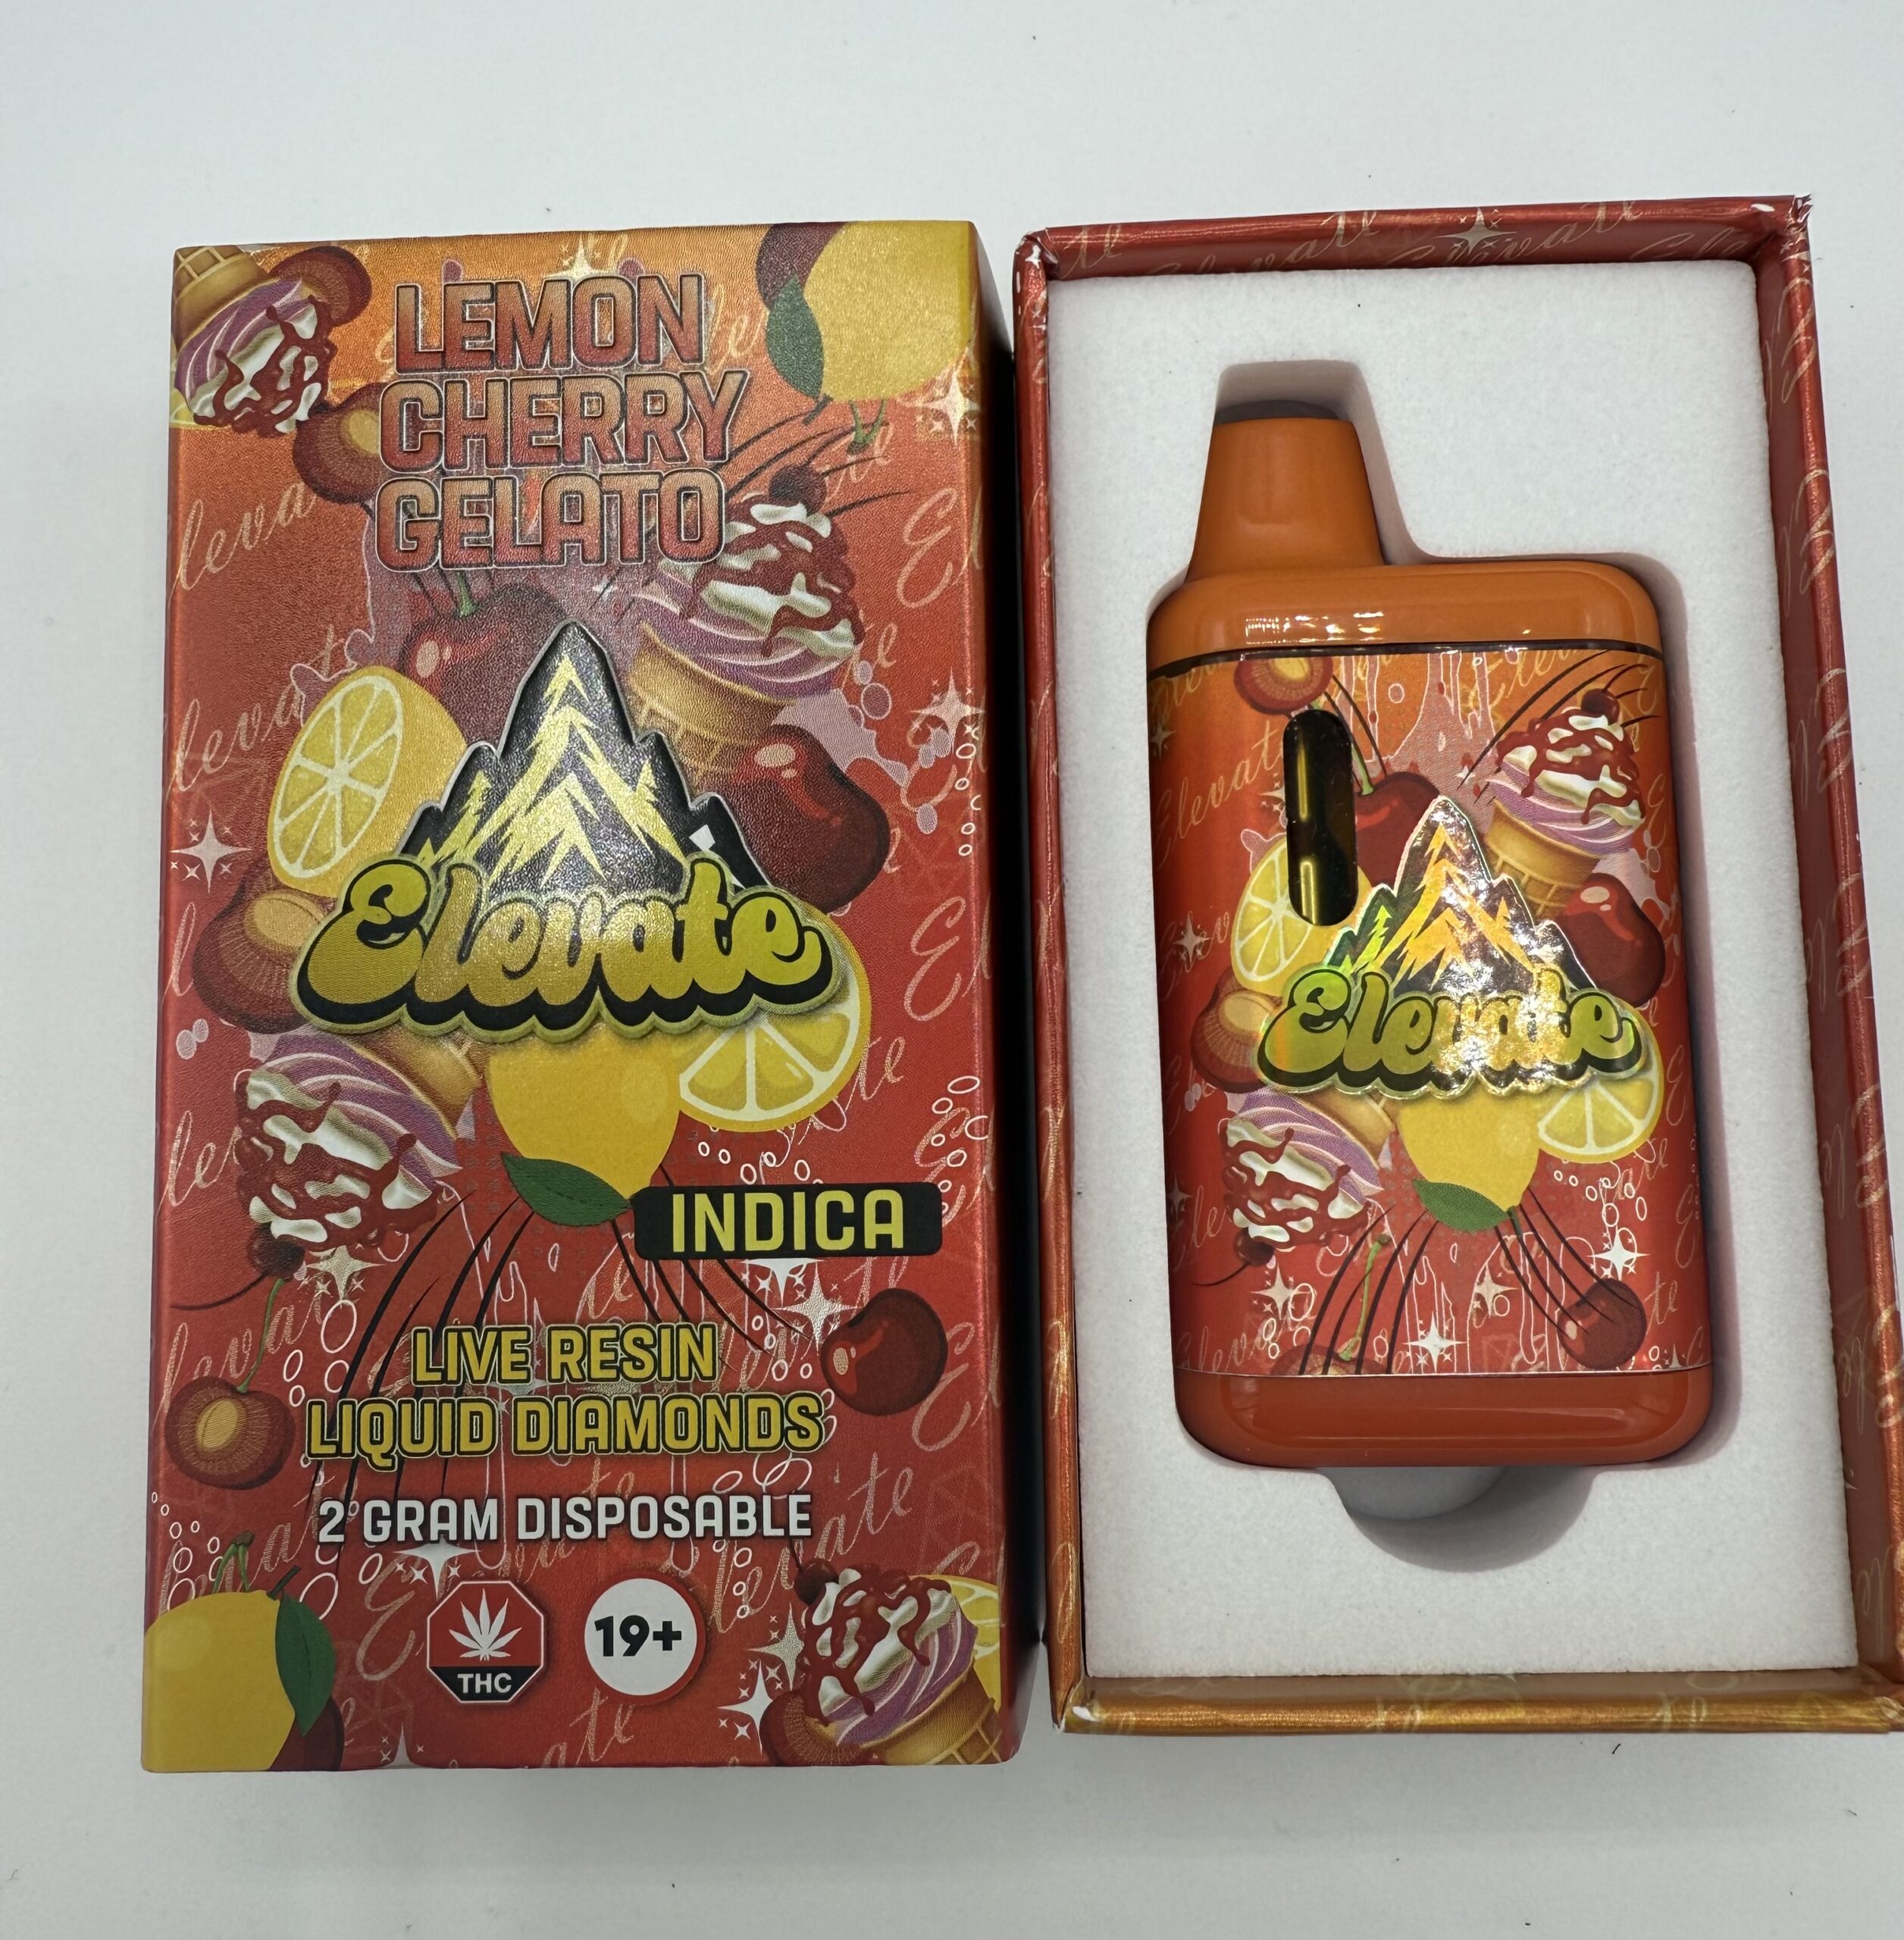 LEMON
CHERRY
GELATO
Elevate
INDICA
LIVE RESIN
LIQUID DIAMONDS
2 GRAM DISPOSABLE
THC
19+
Elevate